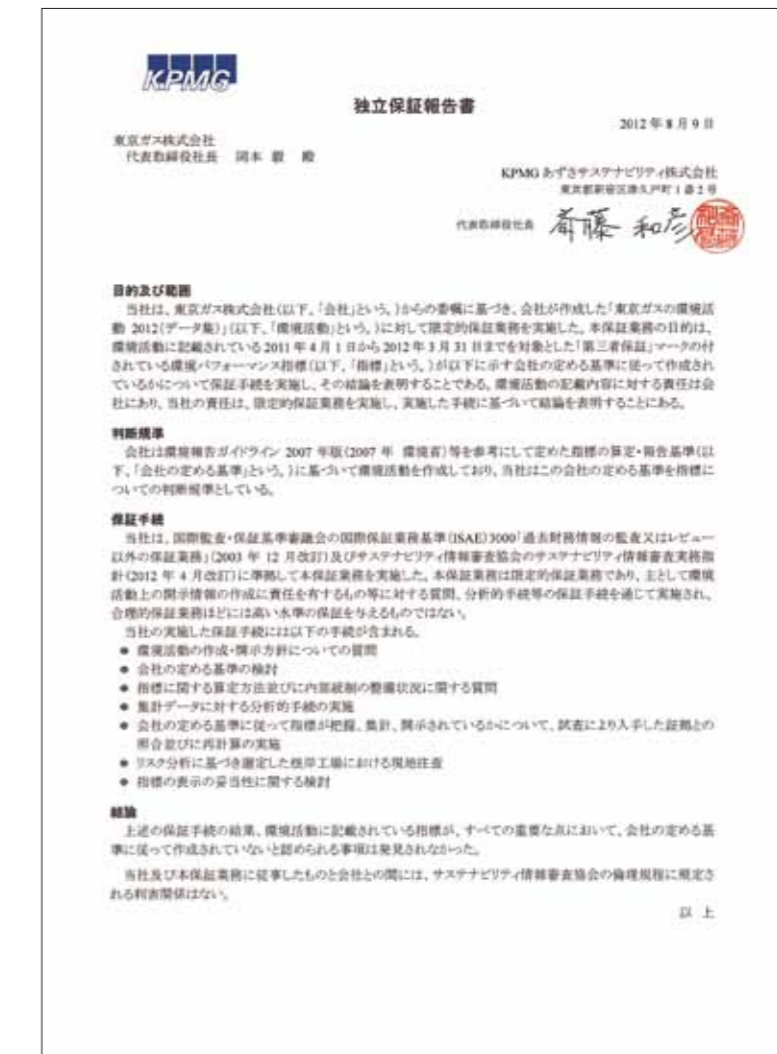 KPMG
独立保証報告書
2012 年 8 月 9 日
東京ガス株式会社
代表取締役社長 岡本 毅 殿
KPMG あずさサステナビリティ株式会社
東京都新宿区津久戸町 1 番 2 号
代表取締役社長 斎藤 和彦
目的及び範囲
当社は、東京ガス株式会社(以下、「会社」という。)からの委嘱に基づき、会社が作成した「東京ガスの環境活
動 2012(データ集)」(以下、「環境活動」という。)に対して限定的保証業務を実施した。本保証業務の目的は、
環境活動に記載されている 2011 年 4 月 1 日から 2012 年 3 月 31 日までを対象とした「第三者保証」マークの付
されている環境パフォーマンス指標(以下、「指標」という。)が以下に示す会社の定める基準に従って作成され
ているかについて保証手続を実施し、その結論を表明することである。環境活動の記載内容に対する責任は会
社にあり、当社の責任は、限定的保証業務を実施し、実施した手続に基づいて結論を表明することにある。
判断規準
会社は環境報告ガイドライン 2007 年版(2007 年 環境省)等を参考にして定めた指標の算定・報告基準(以
下、「会社の定める基準」という。)に基づいて環境活動を作成しており、当社はこの会社の定める基準を指標に
ついての判断規準としている。
保証手続
当社は、国際監査・保証基準審議会の国際保証業務基準(ISAE)3000「過去財務情報の監査又はレビュー
以外の保証業務」(2003 年 12 月改訂)及びサステナビリティ情報審査協会のサステナビリティ情報審査実務指
針(2012 年 4 月改訂)に準拠して本保証業務を実施した。本保証業務は限定的保証業務であり、主として環境
活動上の開示情報の作成に責任を有するもの等に対する質問、分析的手続等の保証手続を通じて実施され、
合理的保証業務ほどには高い水準の保証を与えるものではない。
当社の実施した保証手続には以下の手続が含まれる。
● 環境活動の作成・開示方針についての質問
● 会社の定める基準の検討
● 指標に関する算定方法並びに内部統制の整備状況に関する質問
● 集計データに対する分析的手続の実施
● 会社の定める基準に従って指標が把握、集計、開示されているかについて、試査により入手した証拠との
照合並びに再計算の実施
● リスク分析に基づき選定した根岸工場における現地往査
● 指標の表示の妥当性に関する検討
結論
上述の保証手続の結果、環境活動に記載されている指標が、すべての重要な点において、会社の定める基
準に従って作成されていないと認められる事項は発見されなかった。
当社及び本保証業務に従事したものと会社との間には、サステナビリティ情報審査協会の倫理規程に規定さ
れる利害関係はない。
以 上